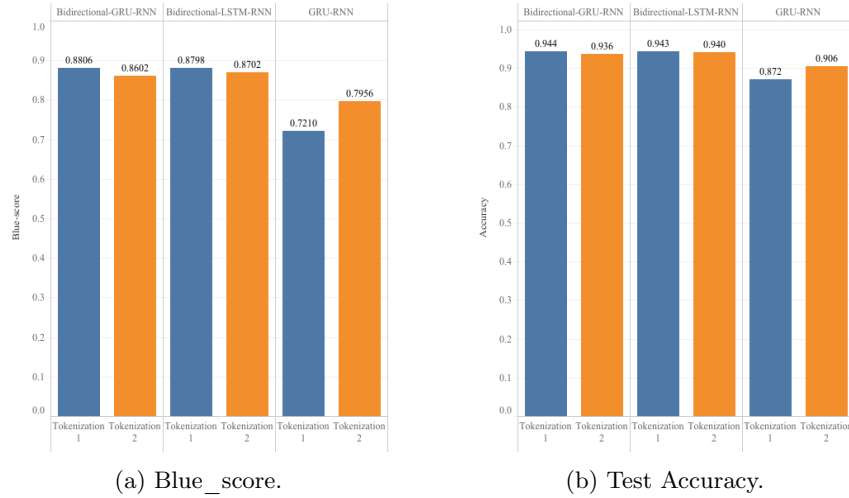 Bidirectional-GRU-RNN Bidirectional-LSTM-RNN GRU-RNN
1.0
0.9
0.8
0.7
0.6
0.5
0.4
0.3
0.2
0.1
0.0
Blue-score
0.8806 0.8602 0.8798 0.8702 0.7210 0.7956
Tokenization Tokenization Tokenization Tokenization Tokenization Tokenization
1 2 1 2 1 2
(a) Blue_score.
Bidirectional-GRU-RNN Bidirectional-LSTM-RNN GRU-RNN
1.0
0.9
0.8
0.7
0.6
0.5
0.4
0.3
0.2
0.1
0.0
Accuracy
0.944 0.936 0.943 0.940 0.872 0.906
Tokenization Tokenization Tokenization Tokenization Tokenization Tokenization
1 2 1 2 1 2
(b) Test Accuracy.